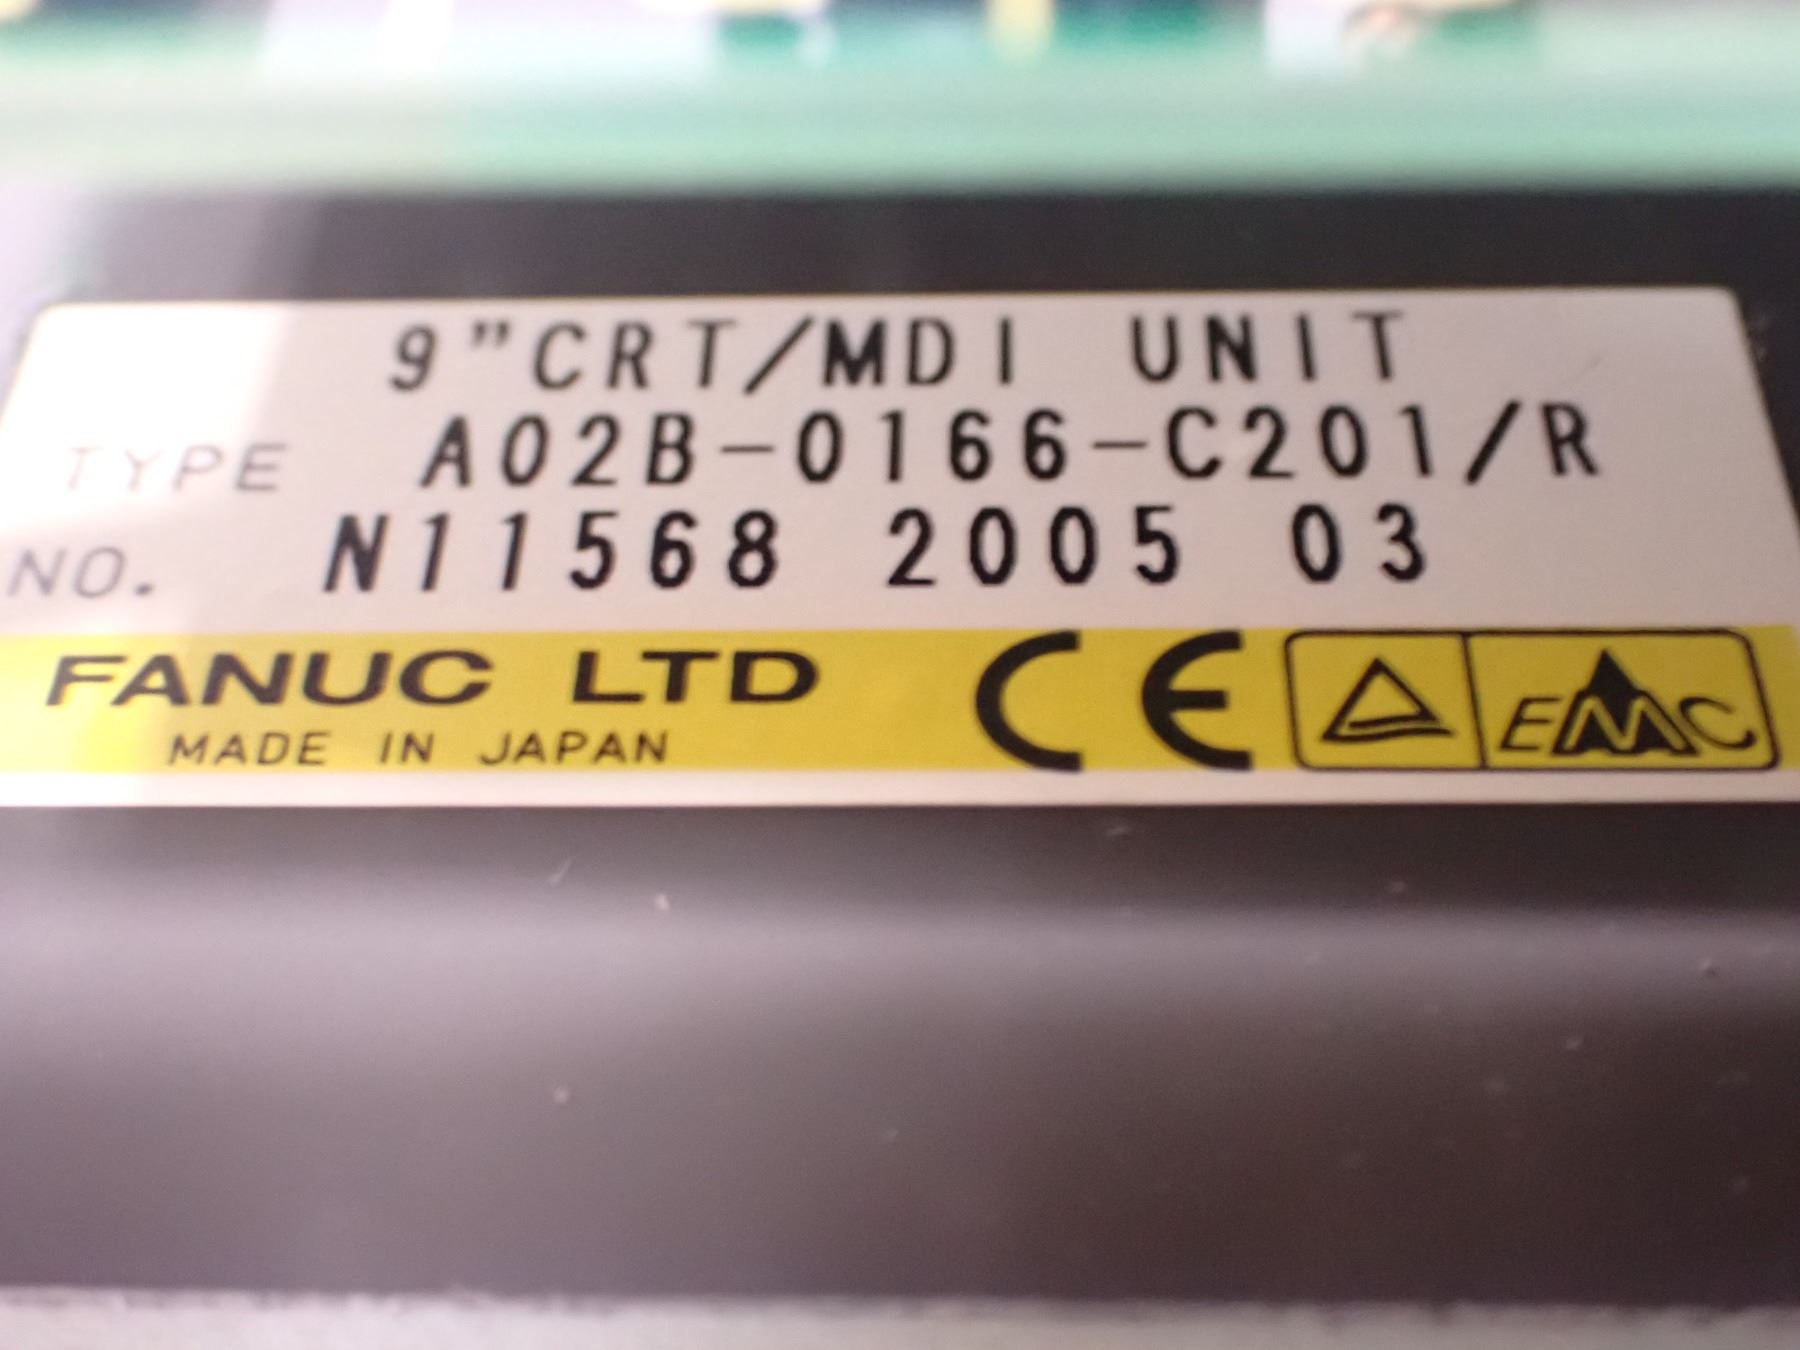 9"CRT/MDI UNIT
TYPE A02B-0166-C201/R
NO. N11568 2005 03
FANUC LTD CE EMC
MADE IN JAPAN